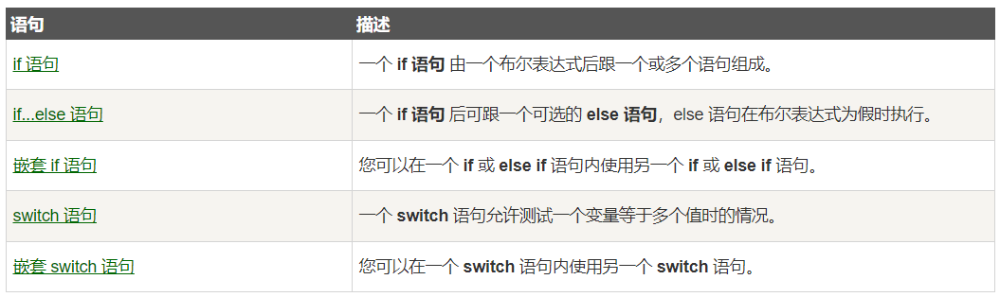 语句 描述
if 语句 一个 if 语句 由一个布尔表达式后跟一个或多个语句组成。
if...else 语句 一个 if 语句 后可跟一个可选的 else 语句，else 语句在布尔表达式为假时执行。
嵌套 if 语句 您可以在一个 if 或 else if 语句内使用另一个 if 或 else if 语句。
switch 语句 一个 switch 语句允许测试一个变量等于多个值时的情况。
嵌套 switch 语句 您可以在一个 switch 语句内使用另一个 switch 语句。